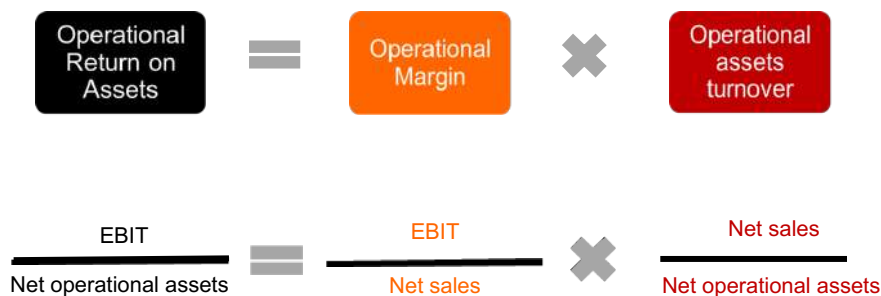 Operational
Return on
Assets
Operational
Margin
Operational
assets
turnover
EBIT
Net operational assets
EBIT
Net sales
Net sales
Net operational assets